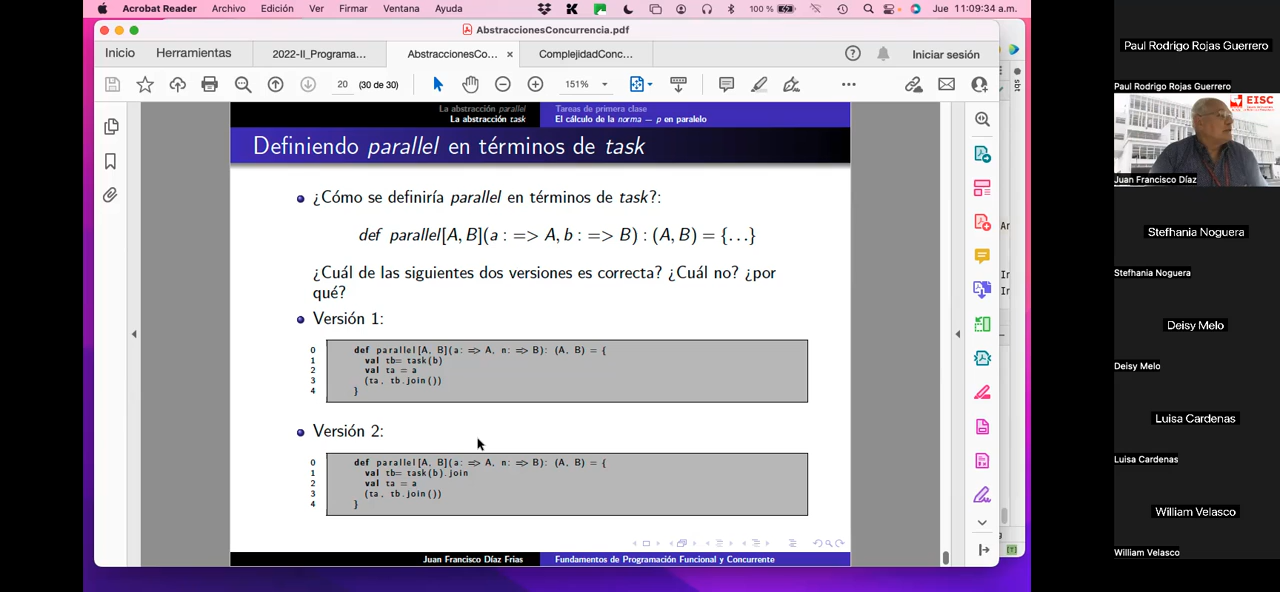 Acrobat Reader Archivo Edición Ver Firmar Ventana Ayuda 100 % Jue 11:09:34 a.m.
AbstraccionesConcurrencia.pdf
Inicio Herramientas 2022-II_Programa... AbstraccionesCo... × ComplejidadConc... Iniciar sesión
20 (30 de 30) 151%
La abstracción parallel Tareas de primera clase
La abstracción task El cálculo de la norma — p en paralelo
Definiendo parallel en términos de task
¿Cómo se definiría parallel en términos de task?:
def parallel[A, B](a : => A, b : => B) : (A, B) = {...}
¿Cuál de las siguientes dos versiones es correcta? ¿Cuál no? ¿por
qué?
Versión 1:
0 def parallel[A, B](a: => A, n: => B): (A, B) = {
1 val tb= task(b)
2 val ta = a
3 (ta, tb.join())
4 }
Versión 2:
0 def parallel[A, B](a: => A, n: => B): (A, B) = {
1 val tb= task(b).join
2 val ta = a
3 (ta, tb.join())
4 }
Juan Francisco Díaz Frias Fundamentos de Programación Funcional y Concurrente
sbt
Paul Rodrigo Rojas Guerrero
Paul Rodrigo Rojas Guerrero
EISC
Juan Francisco Díaz
Stefhania Noguera
Stefhania Noguera
Deisy Melo
Deisy Melo
Luisa Cardenas
Luisa Cardenas
William Velasco
William Velasco